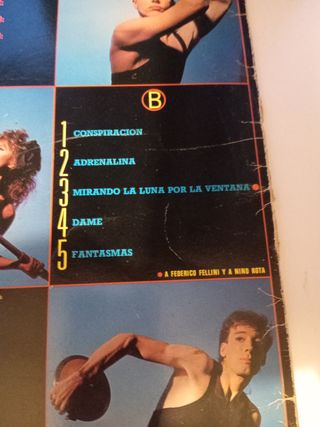 B
1 CONSPIRACION
2 ADRENALINA
3 MIRANDO LA LUNA POR LA VENTANA ●
4 DAME
5 FANTASMAS
● A FEDERICO FELLINI Y A NINO ROTA